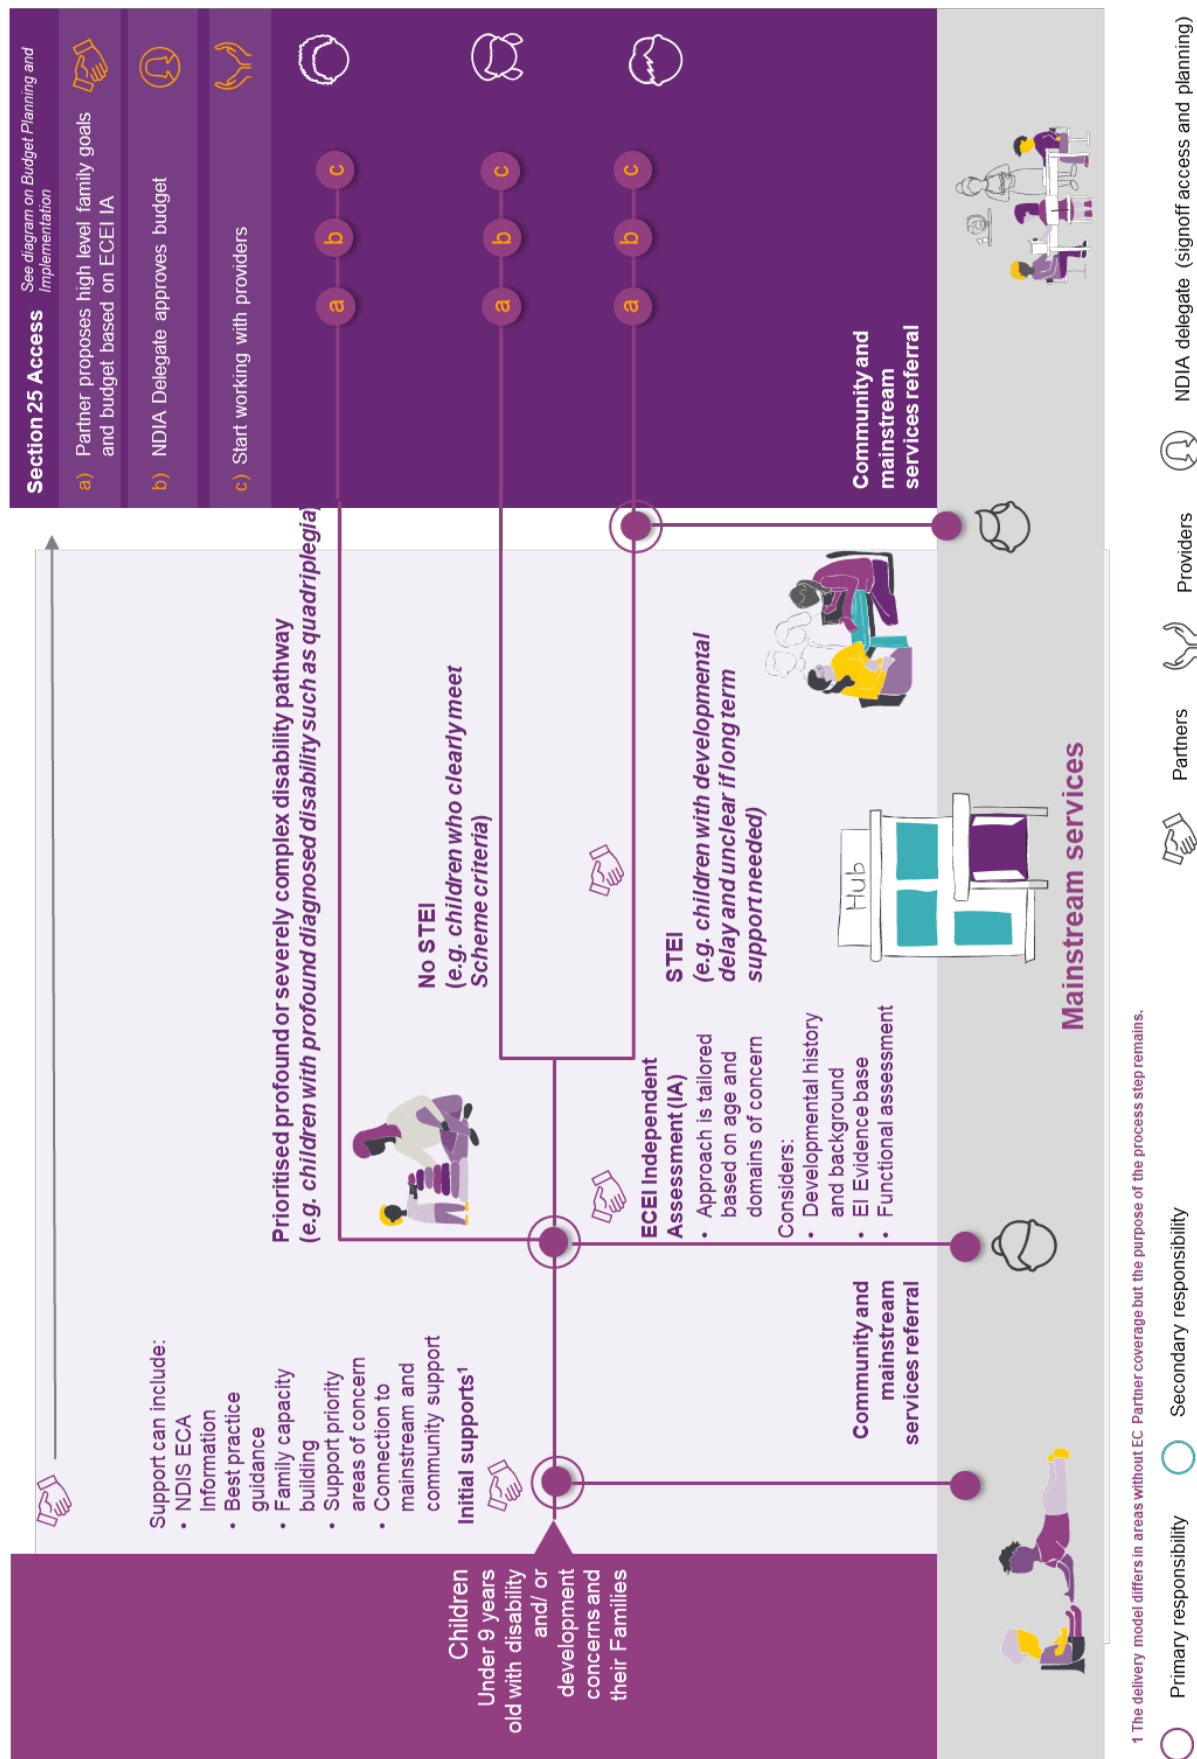 Children
Under 9 years
old with disability
and/ or
development
concerns and
their Families
Support can include:
• NDIS ECA
Information
• Best practice
guidance
• Family capacity
building
• Support priority
areas of concern
• Connection to
mainstream and
community support
Initial supports¹
Community and
mainstream
services referral
Prioritised profound or severely complex disability pathway
(e.g. children with profound diagnosed disability such as quadriplegia)
No STEI
(e.g. children who clearly meet
Scheme criteria)
ECEI Independent
Assessment (IA)
• Approach is tailored
based on age and
domains of concern
Considers:
• Developmental history
and background
• EI Evidence base
• Functional assessment
STEI
(e.g. children with developmental
delay and unclear if long term
support needed)
Hub
Section 25 Access
See diagram on Budget Planning and
Implementation
a) Partner proposes high level family goals
and budget based on ECEI IA
b) NDIA Delegate approves budget
c) Start working with providers
a b c
a b c
a b c
Community and
mainstream
services referral
Mainstream services
1 The delivery model differs in areas without EC Partner coverage but the purpose of the process step remains.
Primary responsibility
Secondary responsibility
Partners
Providers
NDIA delegate (signoff access and planning)